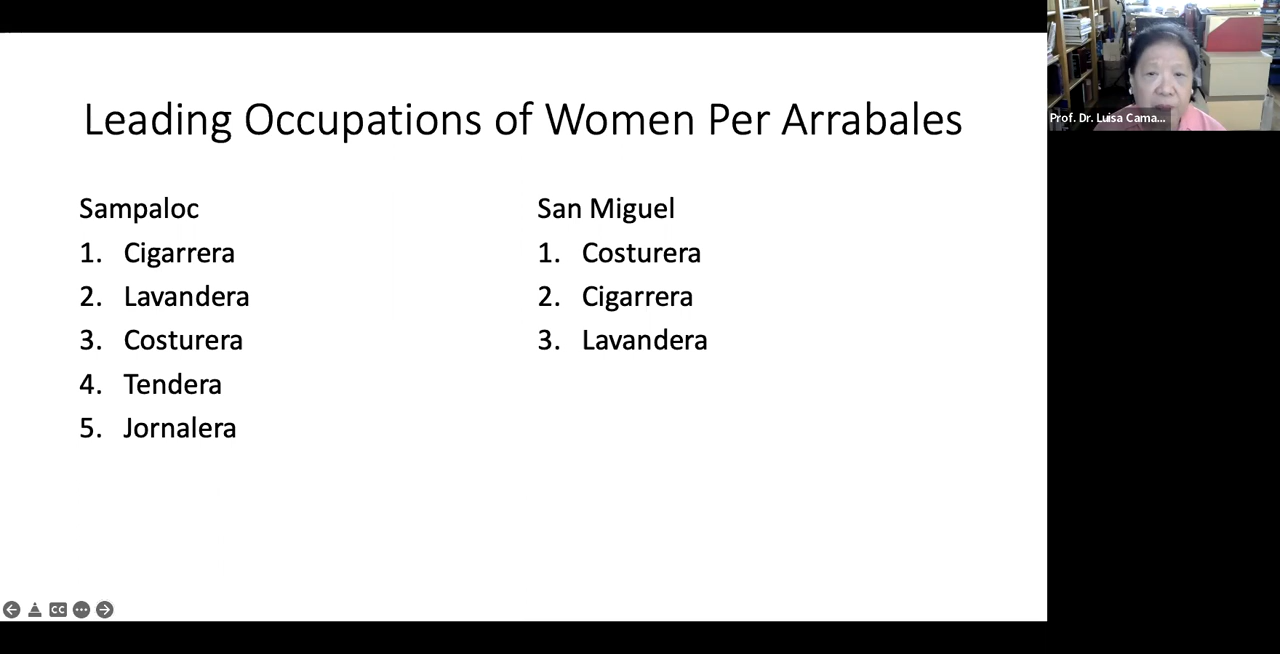 Leading Occupations of Women Per Arrabales
Sampaloc
1. Cigarrera
2. Lavandera
3. Costurera
4. Tendera
5. Jornalera
San Miguel
1. Costurera
2. Cigarrera
3. Lavandera
Prof. Dr. Luisa Cama...
CC